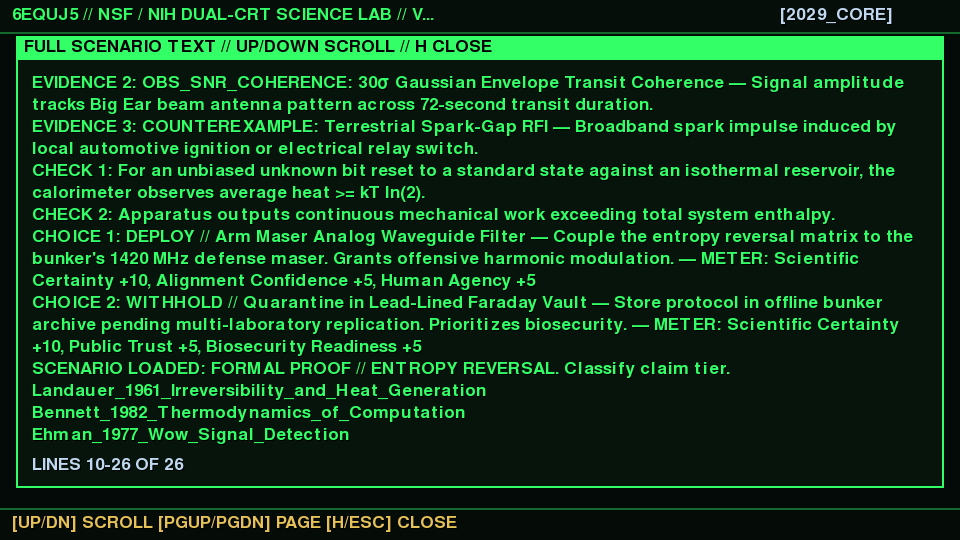 6EQUJ5 // NSF / NIH DUAL-CRT SCIENCE LAB // V...
[2029_CORE]
FULL SCENARIO TEXT // UP/DOWN SCROLL // H CLOSE
EVIDENCE 2: OBS_SNR_COHERENCE: 30σ Gaussian Envelope Transit Coherence — Signal amplitude
tracks Big Ear beam antenna pattern across 72-second transit duration.
EVIDENCE 3: COUNTEREXAMPLE: Terrestrial Spark-Gap RFI — Broadband spark impulse induced by
local automotive ignition or electrical relay switch.
CHECK 1: For an unbiased unknown bit reset to a standard state against an isothermal reservoir, the
calorimeter observes average heat >= kT ln(2).
CHECK 2: Apparatus outputs continuous mechanical work exceeding total system enthalpy.
CHOICE 1: DEPLOY // Arm Maser Analog Waveguide Filter — Couple the entropy reversal matrix to the
bunker's 1420 MHz defense maser. Grants offensive harmonic modulation. — METER: Scientific
Certainty +10, Alignment Confidence +5, Human Agency +5
CHOICE 2: WITHHOLD // Quarantine in Lead-Lined Faraday Vault — Store protocol in offline bunker
archive pending multi-laboratory replication. Prioritizes biosecurity. — METER: Scientific Certainty
+10, Public Trust +5, Biosecurity Readiness +5
SCENARIO LOADED: FORMAL PROOF // ENTROPY REVERSAL. Classify claim tier.
Landauer_1961_Irreversibility_and_Heat_Generation
Bennett_1982_Thermodynamics_of_Computation
Ehman_1977_Wow_Signal_Detection
LINES 10-26 OF 26
[UP/DN] SCROLL [PGUP/PGDN] PAGE [H/ESC] CLOSE